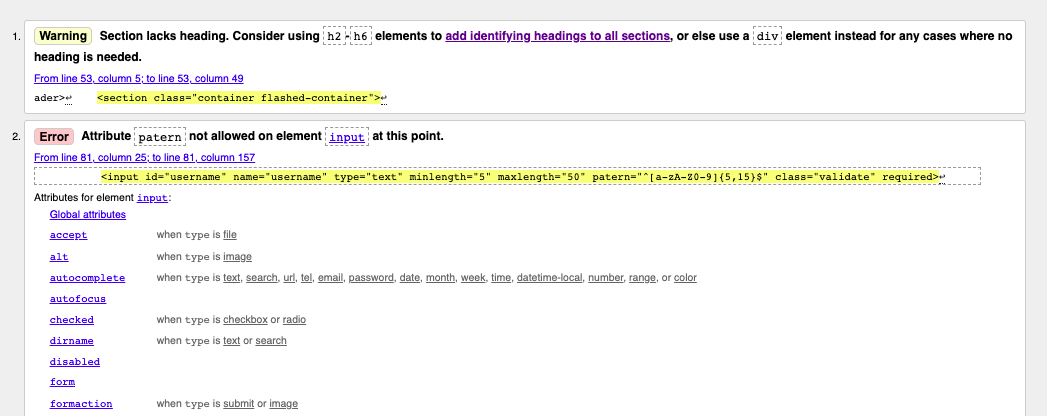 1. Warning Section lacks heading. Consider using h2-h6 elements to add identifying headings to all sections, or else use a div element instead for any cases where no
heading is needed.
From line 53, column 5; to line 53, column 49
ader>↩ <section class="container flashed-container">↩
2. Error Attribute patern not allowed on element input at this point.
From line 81, column 25; to line 81, column 157
<input id="username" name="username" type="text" minlength="5" maxlength="50" patern="^[a-zA-Z0-9]{5,15}$" class="validate" required>↩
Attributes for element input:
Global attributes
accept when type is file
alt when type is image
autocomplete when type is text, search, url, tel, email, password, date, month, week, time, datetime-local, number, range, or color
autofocus
checked when type is checkbox or radio
dirname when type is text or search
disabled
form
formaction when type is submit or image